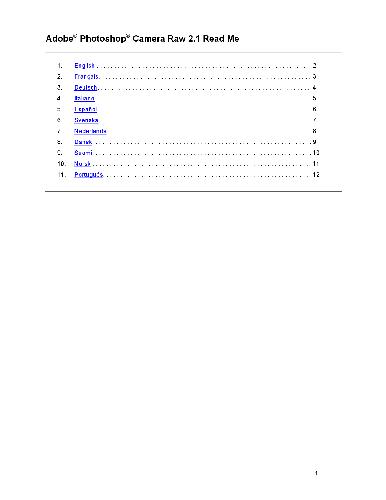 Adobe® Photoshop® Camera Raw 2.1 Read Me
1. English 2
2. Français 3
3. Deutsch 4
4. Italiano 5
5. Español 6
6. Svenska 7
7. Nederlands 8
8. Dansk 9
9. Suomi 10
10. Norsk 11
11. Português 12
1